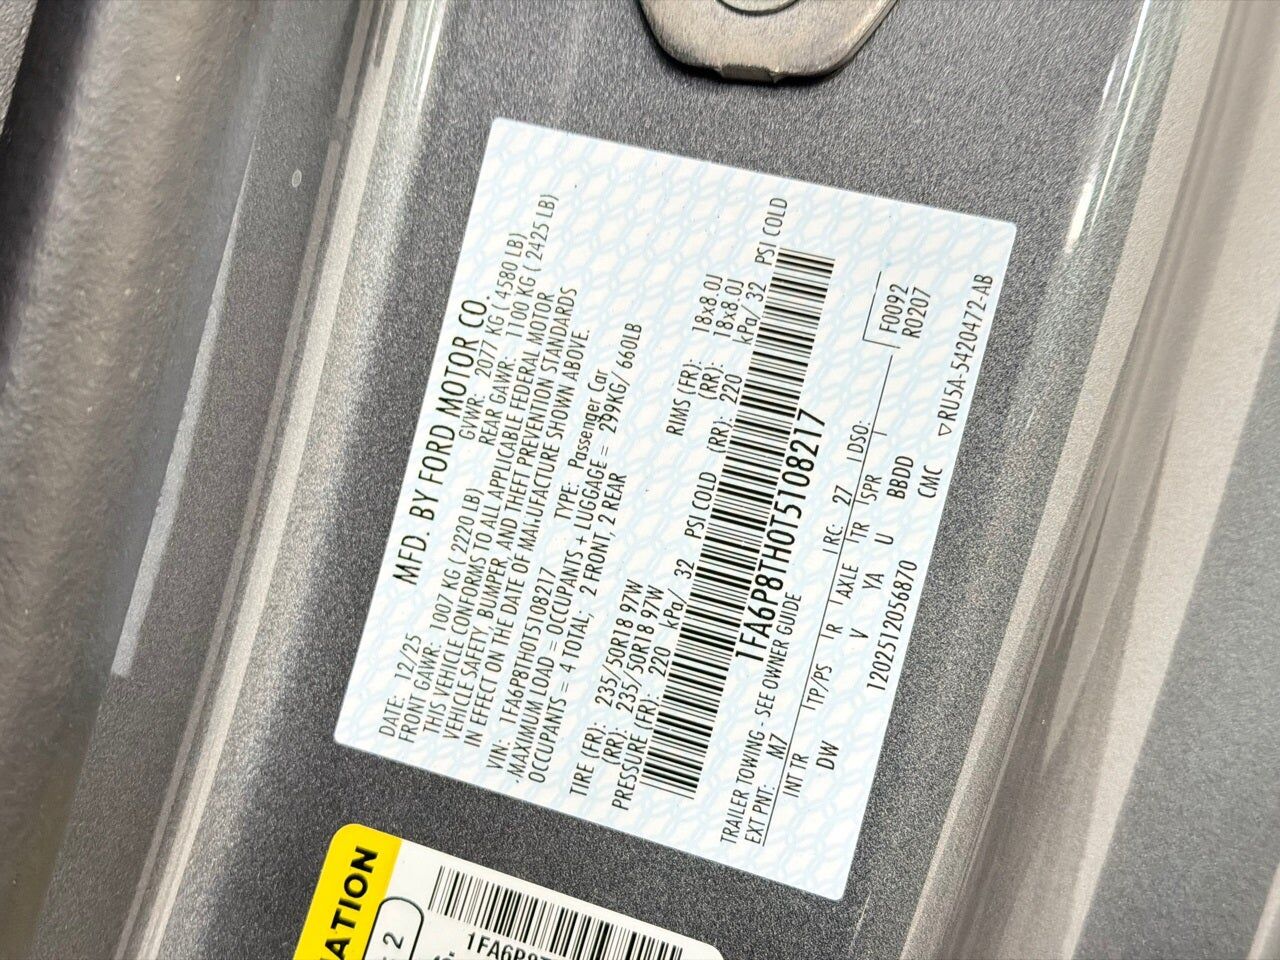 MFD. BY FORD MOTOR CO.
DATE: 12/25 GVWR: 2077 KG ( 4580 LB)
FRONT GAWR: 1007 KG ( 2220 LB) REAR GAWR: 1100 KG ( 2425 LB)
THIS VEHICLE CONFORMS TO ALL APPLICABLE FEDERAL MOTOR
VEHICLE SAFETY, BUMPER, AND THEFT PREVENTION STANDARDS
IN EFFECT ON THE DATE OF MANUFACTURE SHOWN ABOVE.
VIN: 1FA6P8TH0T5108217 TYPE: Passenger Car
MAXIMUM LOAD = OCCUPANTS + LUGGAGE = 299KG/ 660LB
OCCUPANTS = 4 TOTAL: 2 FRONT, 2 REAR
TIRE (FR): 235/50R18 97W RIMS (FR): 18x8.0J
(RR): 235/50R18 97W (RR): 18x8.0J
PRESSURE (FR): 220 kPa/ 32 PSI COLD (RR): 220 kPa/ 32 PSI COLD
1FA6P8TH0T5108217
TRAILER TOWING - SEE OWNER GUIDE
EXT PNT: MZ RC: 27 DSO:
INT TR TP/PS R AXLE TR SPR F0092
DW V YA U BBDD R0207
1202512056870 CMC ▽RU5A-5420472-AB
ATION
2
1FA6P8T